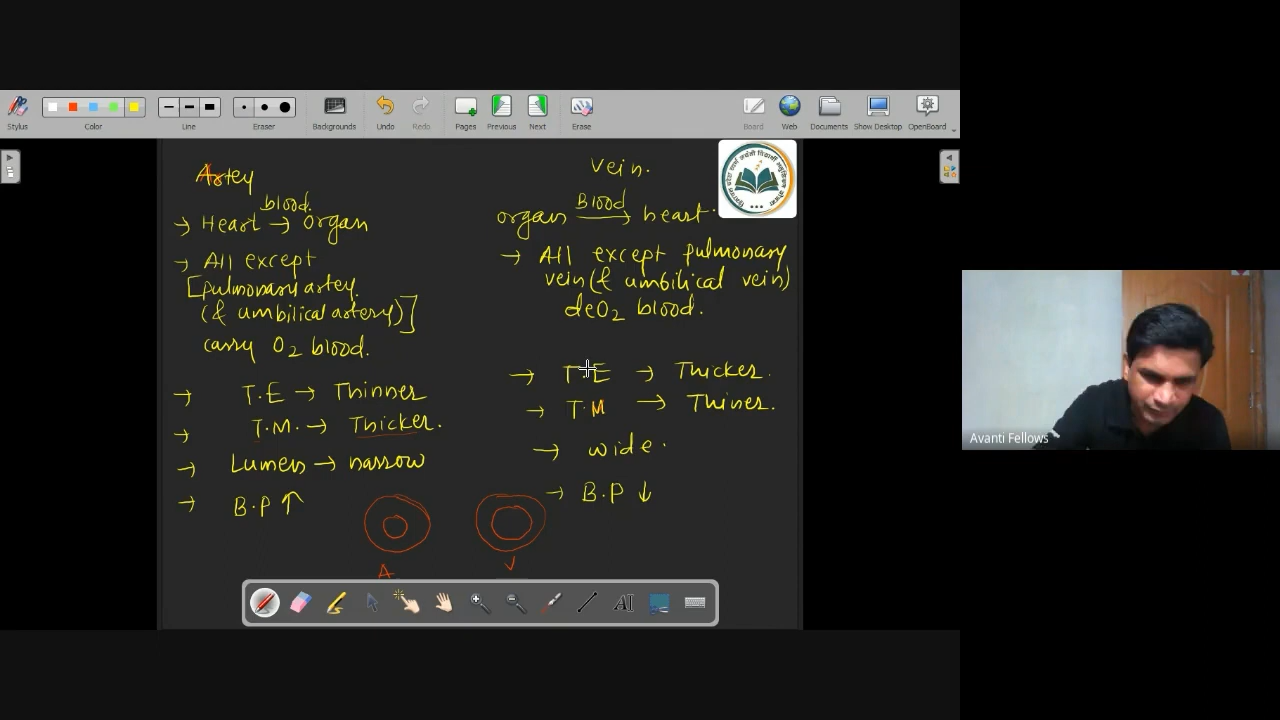 Stylus
Color
Line
Eraser
Backgrounds
Undo
Redo
Pages
Previous
Next
Erase
Board
Web
Documents
Show Desktop
OpenBoard
Artey
blood.
→ Heart → Organ
→ All except
[pulmonary artey
(& umbilical artery)]
carry O2 blood.
→ T.E → Thinner
→ T.M. → Thicker.
→ Lumen → narrow
→ B.P ↑
A
Vein.
Blood
organ → heart.
→ All except pulmonary
vein (& umbilical vein)
deO2 blood.
→ T.E → Thicker.
→ T.M → Thiner.
→ wide.
→ B.P ↓
V
AI
Avanti Fellows